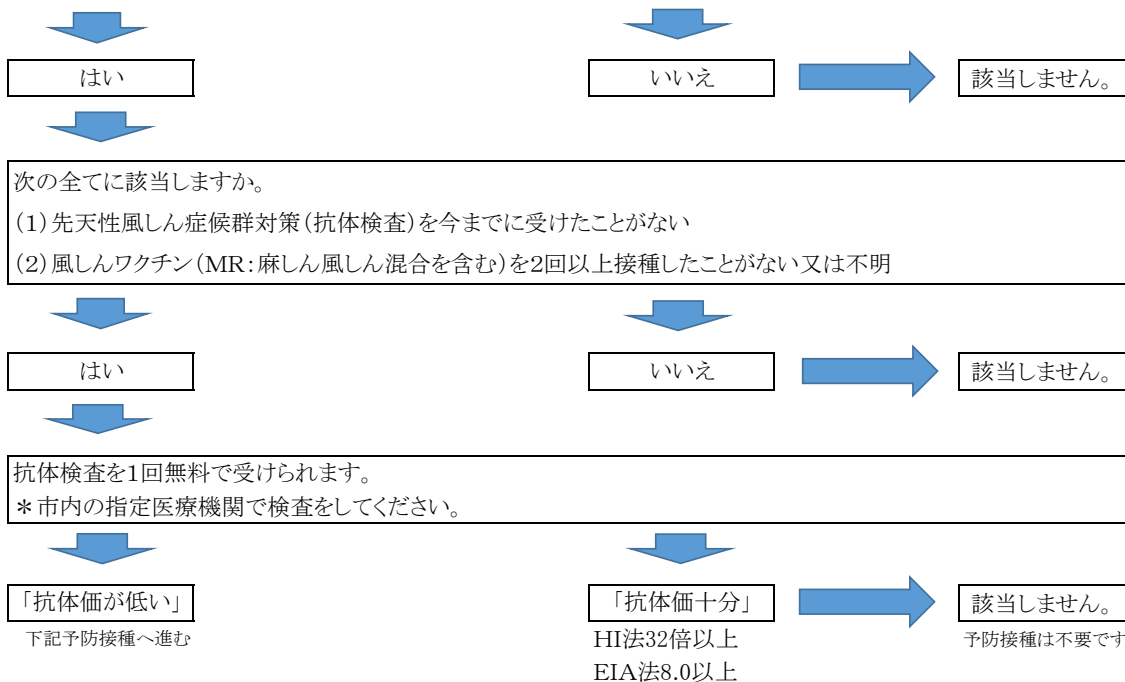 はい
いいえ
該当しません。
次の全てに該当しますか。
(1)先天性風しん症候群対策(抗体検査)を今までに受けたことがない
(2)風しんワクチン(MR:麻しん風しん混合を含む)を2回以上接種したことがない又は不明
はい
いいえ
該当しません。
抗体検査を1回無料で受けられます。
*市内の指定医療機関で検査をしてください。
「抗体価が低い」
「抗体価十分」
該当しません。
下記予防接種へ進む
HI法32倍以上
予防接種は不要です
EIA法8.0以上